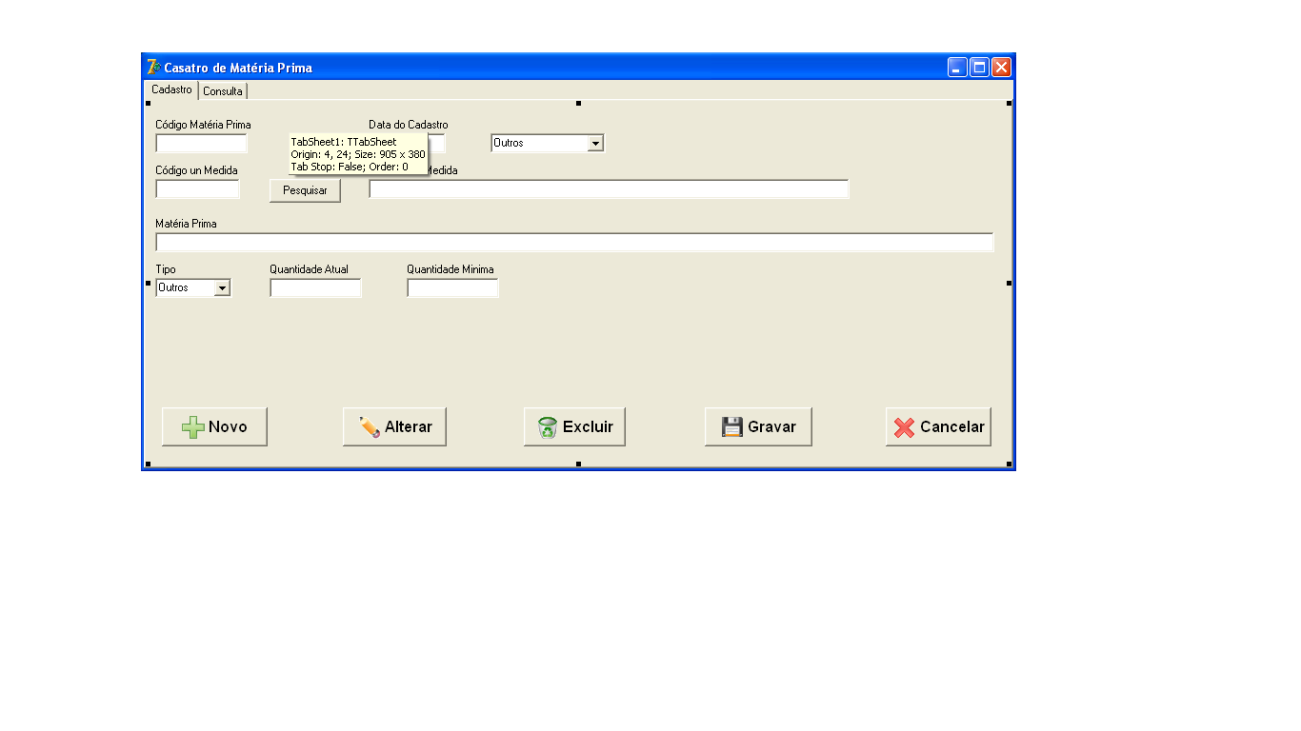 Casatro de Matéria Prima
Cadastro Consulta
Código Matéria Prima Data do Cadastro
TabSheet1: TTabSheet
Origin: 4, 24; Size: 905 x 380
Tab Stop: False; Order: 0
Outros
Código un Medida Medida
Pesquisar
Matéria Prima
Tipo Quantidade Atual Quantidade Minima
Outros
Novo Alterar Excluir Gravar Cancelar